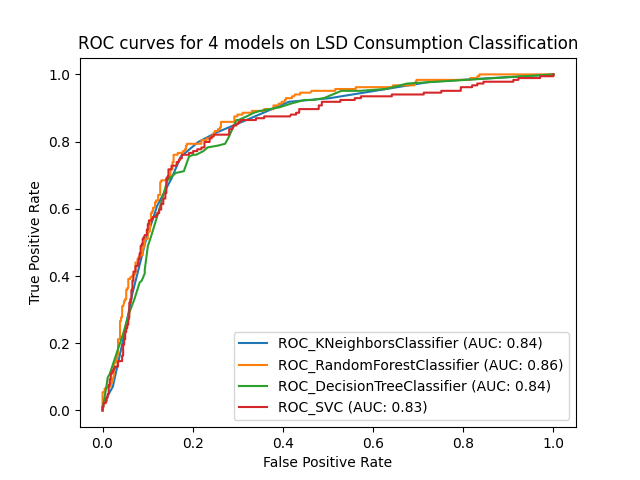 ROC curves for 4 models on LSD Consumption Classification
True Positive Rate
1.0
0.8
0.6
0.4
0.2
0.0
ROC_KNeighborsClassifier (AUC: 0.84)
ROC_RandomForestClassifier (AUC: 0.86)
ROC_DecisionTreeClassifier (AUC: 0.84)
ROC_SVC (AUC: 0.83)
0.0 0.2 0.4 0.6 0.8 1.0
False Positive Rate